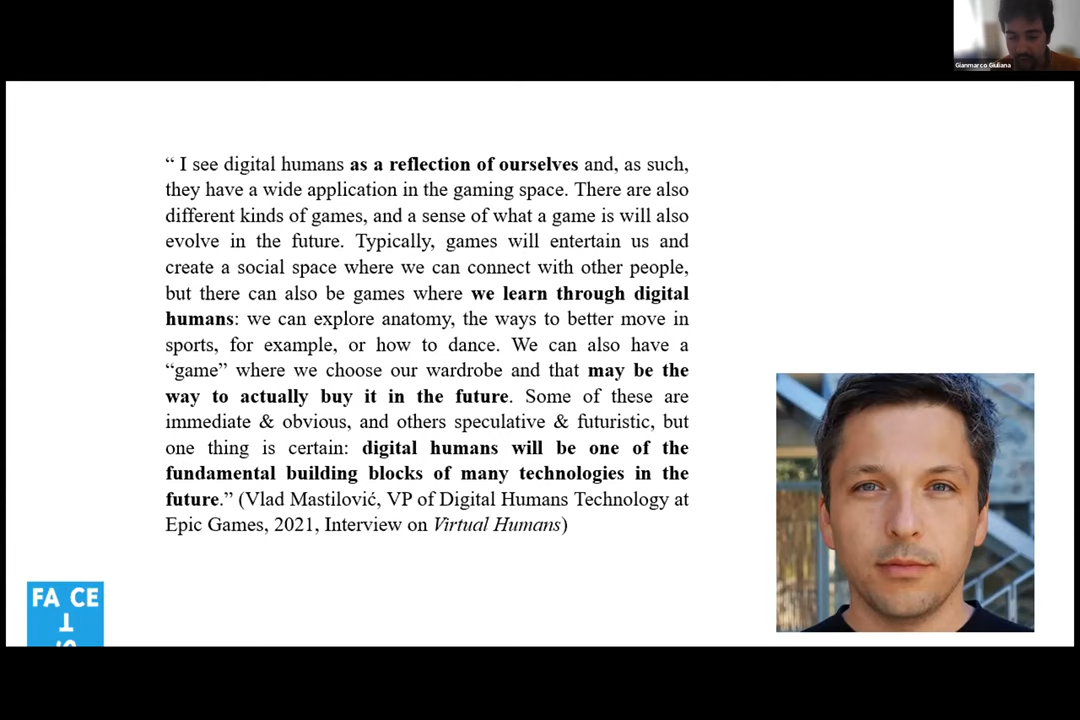 Gianmarco Giuliana
“ I see digital humans as a reflection of ourselves and, as such,
they have a wide application in the gaming space. There are also
different kinds of games, and a sense of what a game is will also
evolve in the future. Typically, games will entertain us and
create a social space where we can connect with other people,
but there can also be games where we learn through digital
humans: we can explore anatomy, the ways to better move in
sports, for example, or how to dance. We can also have a
“game” where we choose our wardrobe and that may be the
way to actually buy it in the future. Some of these are
immediate & obvious, and others speculative & futuristic, but
one thing is certain: digital humans will be one of the
fundamental building blocks of many technologies in the
future.” (Vlad Mastilović, VP of Digital Humans Technology at
Epic Games, 2021, Interview on Virtual Humans)
FA CE